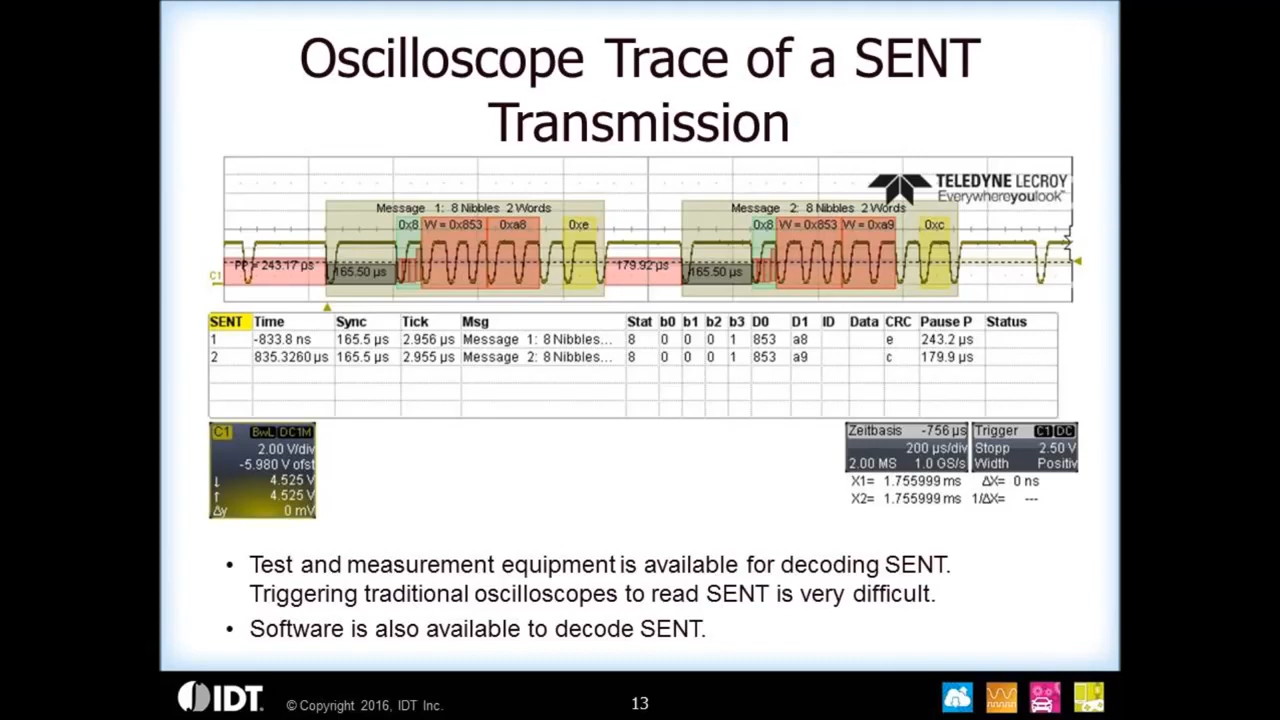 Oscilloscope Trace of a SENT
Transmission
TELEDYNE LECROY
Everywhereyoulook™
Message 1: 8 Nibbles 2 Words
Message 2: 8 Nibbles 2 Words
0x8 W = 0x853 0xa8 0xe
0x8 W = 0x853 W = 0xa9 0xc
C1
PP = 243.17 µs 165.50 µs 179.92 µs 165.50 µs
SENT Time Sync Tick Msg Stat b0 b1 b2 b3 D0 D1 ID Data CRC Pause P Status
1 -833.8 ns 165.5 µs 2.956 µs Message 1: 8 Nibbles... 8 0 0 0 1 853 a8 e 243.2 µs
2 835.3260 µs 165.5 µs 2.955 µs Message 2: 8 Nibbles... 8 0 0 0 1 853 a9 c 179.9 µs
C1 BwL DC1M
2.00 V/div
-5.980 V ofst
↓ 4.525 V
↑ 4.525 V
Δy 0 mV
Zeitbasis -756 µs
200 µs/div
2.00 MS 1.0 GS/s
Trigger C1 DC
Stopp 2.50 V
Width Positiv
X1= 1.755999 ms ΔX= 0 ns
X2= 1.755999 ms 1/ΔX= ---
• Test and measurement equipment is available for decoding SENT.
Triggering traditional oscilloscopes to read SENT is very difficult.
• Software is also available to decode SENT.
IDT. © Copyright 2016, IDT Inc. 13